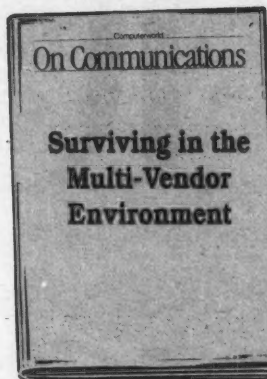 Computerworld
On Communications
Surviving in the
Multi-Vendor
Environment